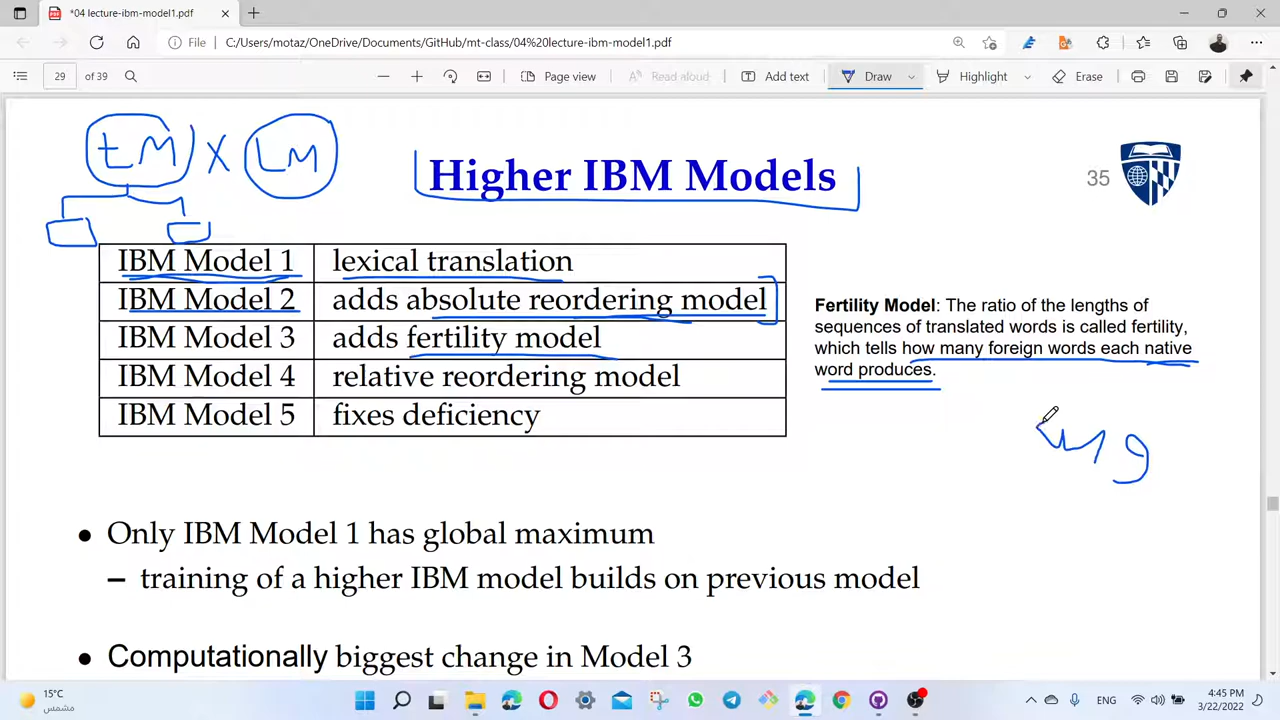 *04 lecture-ibm-model1.pdf
File C:/Users/motaz/OneDrive/Documents/GitHub/mt-class/04%20lecture-ibm-model1.pdf
29 of 39 Page view Read aloud Add text Draw Highlight Erase
tM X LM
Higher IBM Models
35
IBM Model 1 lexical translation
IBM Model 2 adds absolute reordering model
IBM Model 3 adds fertility model
IBM Model 4 relative reordering model
IBM Model 5 fixes deficiency
Fertility Model: The ratio of the lengths of
sequences of translated words is called fertility,
which tells how many foreign words each native
word produces.
• Only IBM Model 1 has global maximum
– training of a higher IBM model builds on previous model
• Computationally biggest change in Model 3
15°C
مشمس
ENG
4:45 PM
3/22/2022